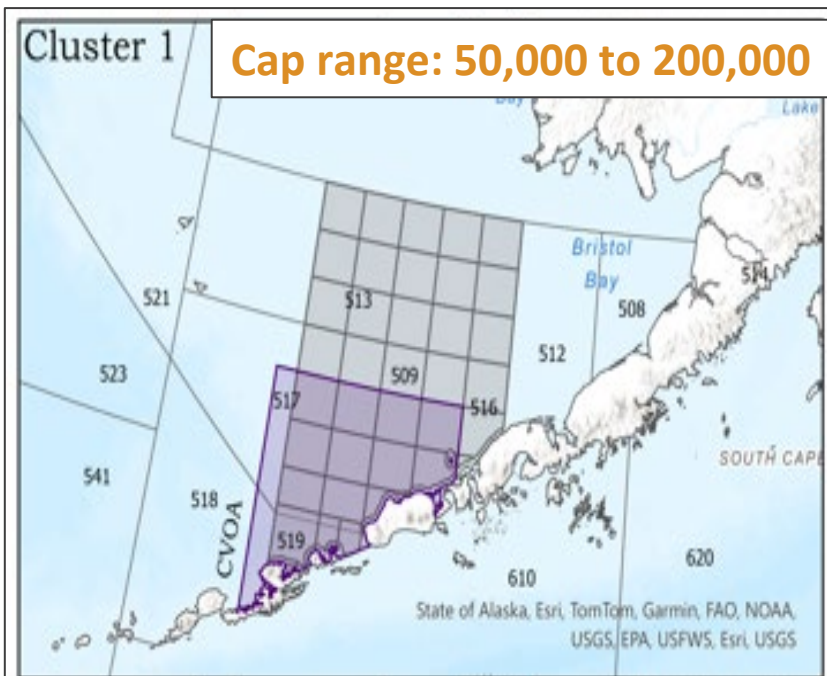 Cluster 1
Cap range: 50,000 to 200,000
Bay
Lake
Bristol
Bay
514
521
513
508
512
523
509
517
516
541
SOUTH CAPE
518
CVOA
519
620
610
State of Alaska, Esri, TomTom, Garmin, FAO, NOAA,
USGS, EPA, USFWS, Esri, USGS